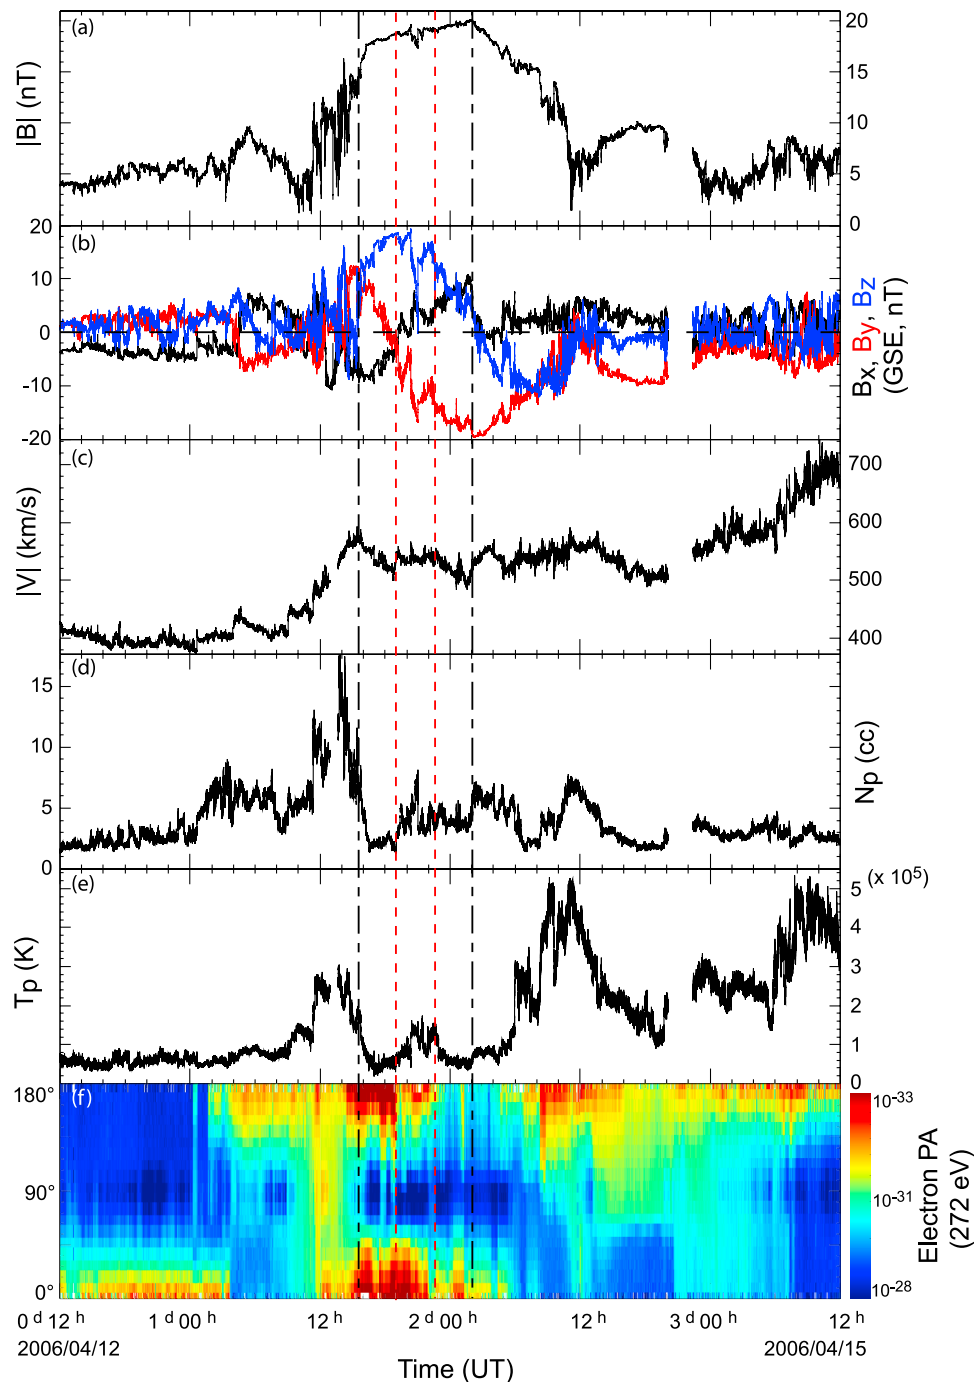 (a)
|B| (nT)
20
15
10
5
0
(b)
20
10
0
-10
-20
Bx, By, Bz
(GSE, nT)
(c)
|V| (km/s)
700
600
500
400
(d)
15
10
5
0
Np (cc)
(e)
Tp (K)
5 (x 10⁵)
4
3
2
1
0
(f)
180°
90°
0°
10-33
10-31
10-28
Electron PA
(272 eV)
0 d 12 h
1 d 00 h
12 h
2 d 00 h
12 h
3 d 00 h
12 h
2006/04/12
2006/04/15
Time (UT)